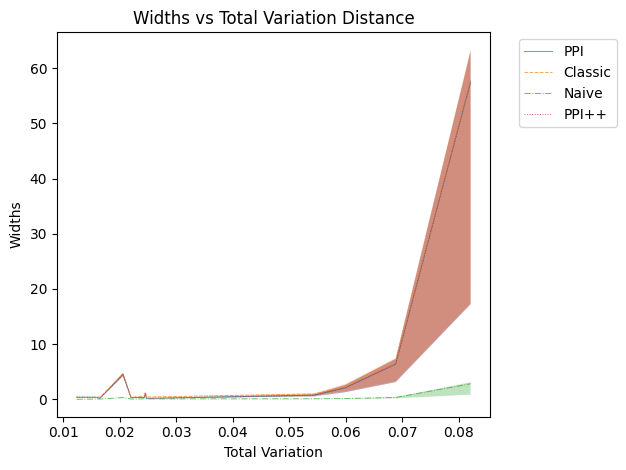 Widths vs Total Variation Distance
PPI
Classic
Naive
PPI++
60
50
40
30
20
10
0
Widths
0.01 0.02 0.03 0.04 0.05 0.06 0.07 0.08
Total Variation